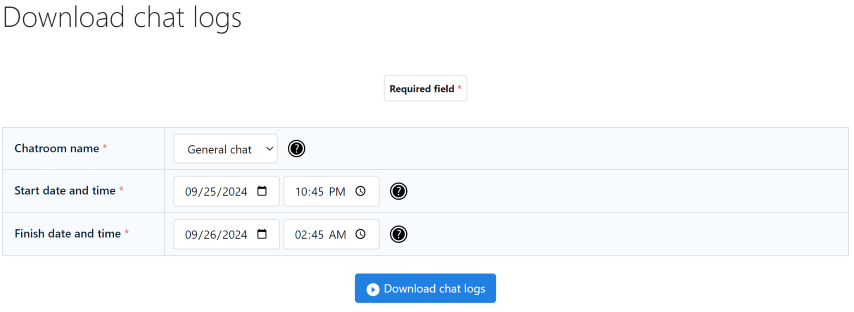 Download chat logs
Required field *
Chatroom name * General chat ?
Start date and time * 09/25/2024 10:45 PM ?
Finish date and time * 09/26/2024 02:45 AM ?
Download chat logs